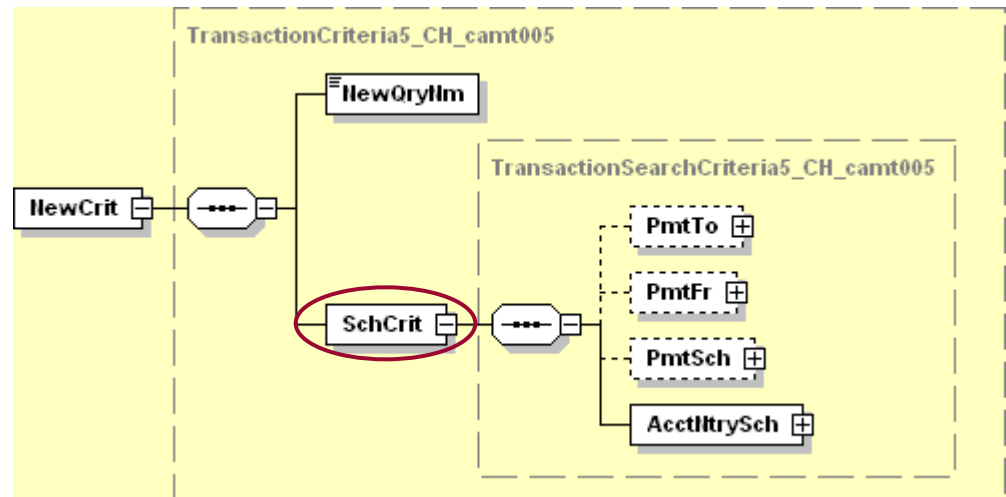 TransactionCriteria5_CH_camt005
NewQryNm
TransactionSearchCriteria5_CH_camt005
PmtTo
NewCrit
PmtFr
SchCrit
PmtSch
AcctNtrySch